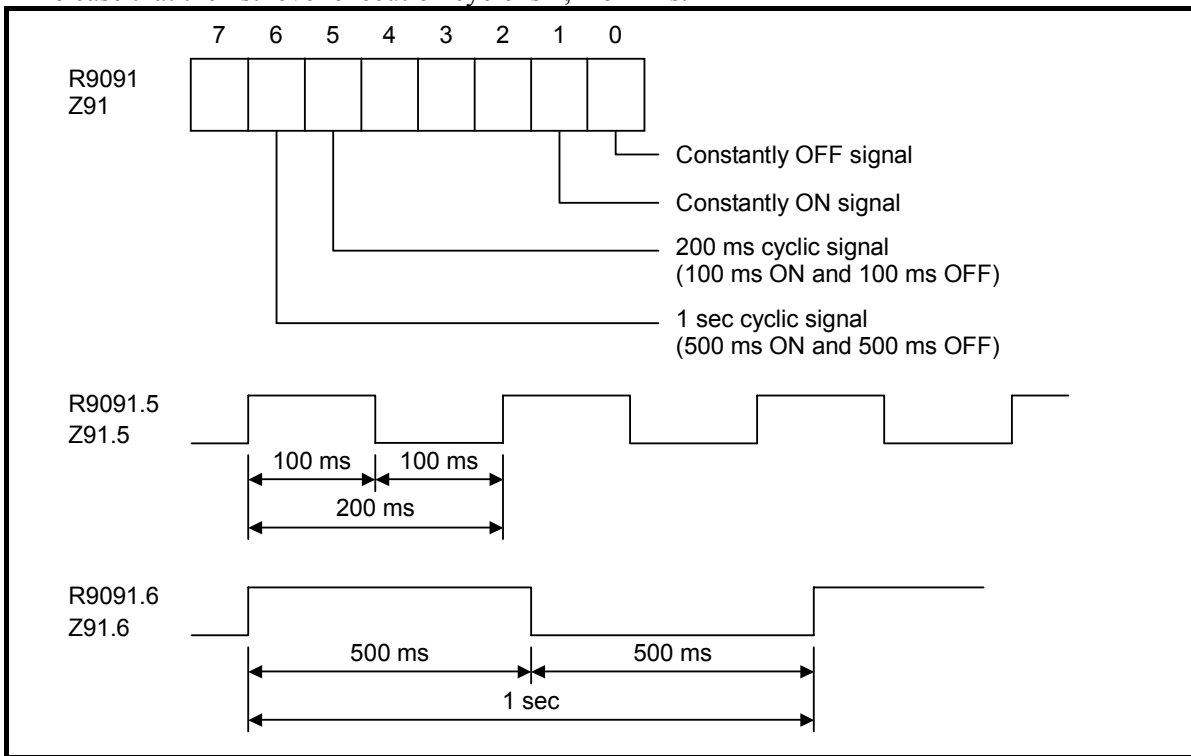 7 6 5 4 3 2 1 0
R9091
Z91
Constantly OFF signal
Constantly ON signal
200 ms cyclic signal
(100 ms ON and 100 ms OFF)
1 sec cyclic signal
(500 ms ON and 500 ms OFF)
R9091.5
Z91.5
100 ms 100 ms
200 ms
R9091.6
Z91.6
500 ms 500 ms
1 sec